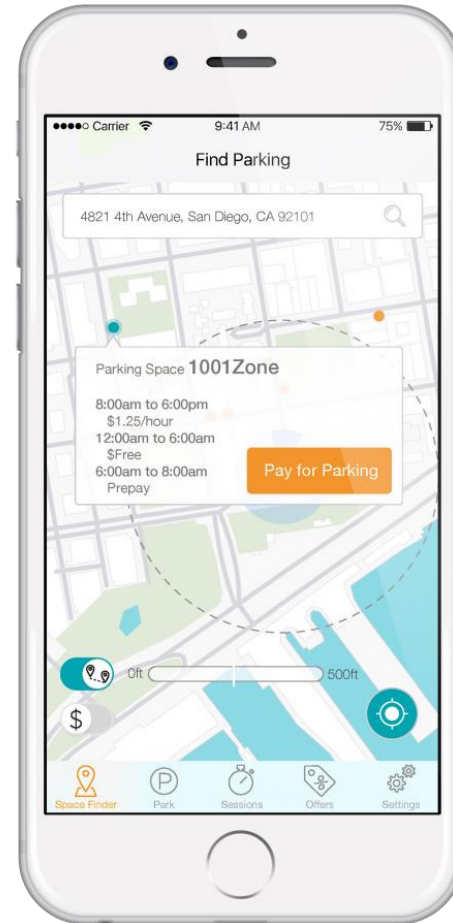 Carrier 9:41 AM 75%
Find Parking
4821 4th Avenue, San Diego, CA 92101
Parking Space 1001Zone
8:00am to 6:00pm
$1.25/hour
12:00am to 6:00am
$Free
6:00am to 8:00am
Prepay
Pay for Parking
0ft 500ft
$
P
Space Finder Park Sessions Offers Settings